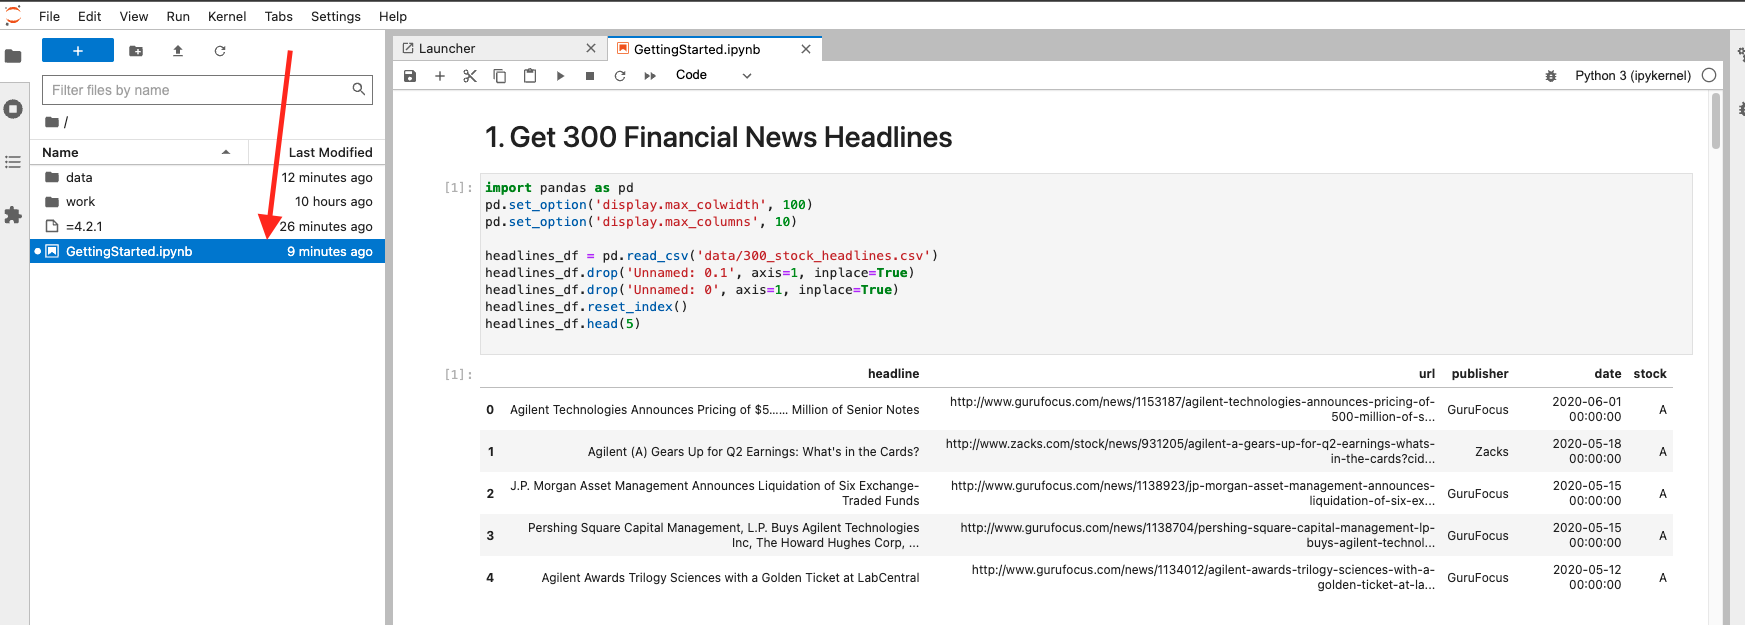 File Edit View Run Kernel Tabs Settings Help
Filter files by name
/
Name Last Modified
data 12 minutes ago
work 10 hours ago
=4.2.1 26 minutes ago
GettingStarted.ipynb 9 minutes ago
Launcher GettingStarted.ipynb
Code Python 3 (ipykernel)
1. Get 300 Financial News Headlines
[1]: import pandas as pd
pd.set_option('display.max_colwidth', 100)
pd.set_option('display.max_columns', 10)
headlines_df = pd.read_csv('data/300_stock_headlines.csv')
headlines_df.drop('Unnamed: 0.1', axis=1, inplace=True)
headlines_df.drop('Unnamed: 0', axis=1, inplace=True)
headlines_df.reset_index()
headlines_df.head(5)
[1]: headline url publisher date stock
0 Agilent Technologies Announces Pricing of $5…... Million of Senior Notes http://www.gurufocus.com/news/1153187/agilent-technologies-announces-pricing-of-
500-million-of-s... GuruFocus 2020-06-01
00:00:00 A
1 Agilent (A) Gears Up for Q2 Earnings: What's in the Cards? http://www.zacks.com/stock/news/931205/agilent-a-gears-up-for-q2-earnings-whats-
in-the-cards?cid... Zacks 2020-05-18
00:00:00 A
2 J.P. Morgan Asset Management Announces Liquidation of Six Exchange-
Traded Funds http://www.gurufocus.com/news/1138923/jp-morgan-asset-management-announces-
liquidation-of-six-ex... GuruFocus 2020-05-15
00:00:00 A
3 Pershing Square Capital Management, L.P. Buys Agilent Technologies
Inc, The Howard Hughes Corp, ... http://www.gurufocus.com/news/1138704/pershing-square-capital-management-lp-
buys-agilent-technol... GuruFocus 2020-05-15
00:00:00 A
4 Agilent Awards Trilogy Sciences with a Golden Ticket at LabCentral http://www.gurufocus.com/news/1134012/agilent-awards-trilogy-sciences-with-a-
golden-ticket-at-la... GuruFocus 2020-05-12
00:00:00 A